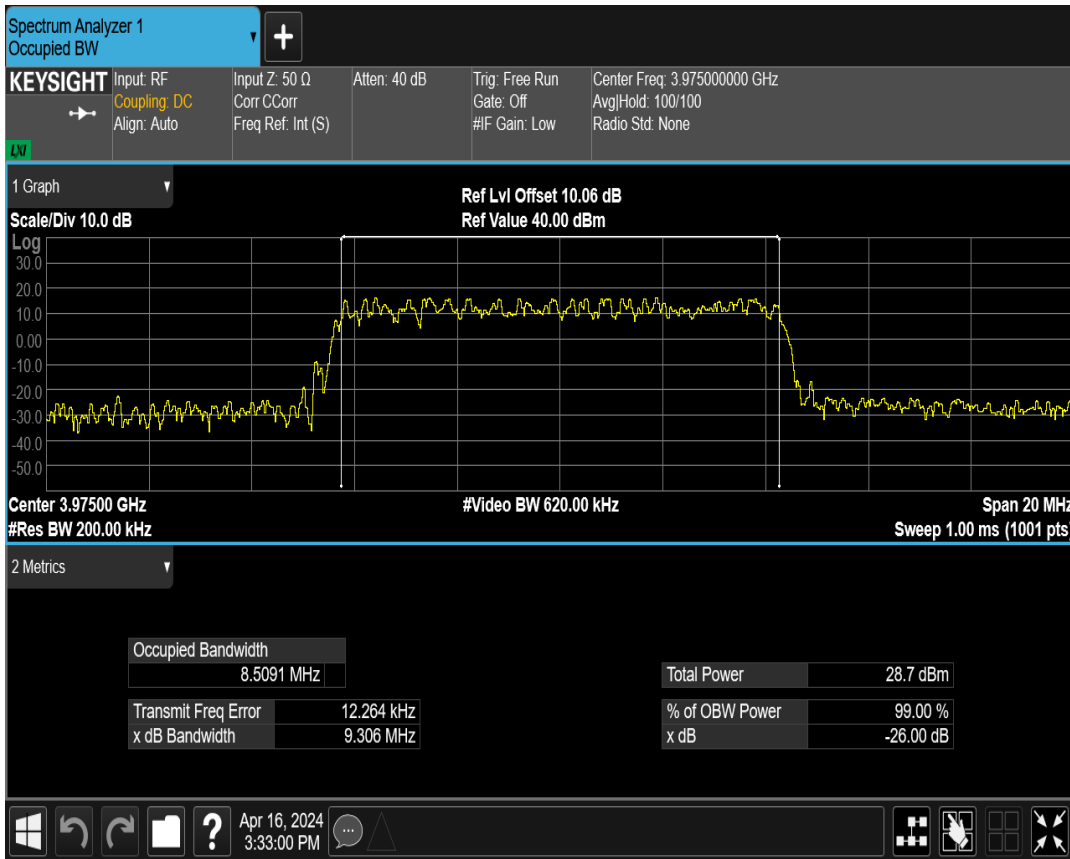 Spectrum Analyzer 1
Occupied BW
KEYSIGHT
LXI
Input: RF
Coupling: DC
Align: Auto
Input Z: 50 Ω
Corr CCorr
Freq Ref: Int (S)
Atten: 40 dB
Trig: Free Run
Gate: Off
#IF Gain: Low
Center Freq: 3.975000000 GHz
Avg|Hold: 100/100
Radio Std: None
1 Graph
Ref Lvl Offset 10.06 dB
Scale/Div 10.0 dB
Ref Value 40.00 dBm
Log
30.0
20.0
10.0
0.00
-10.0
-20.0
-30.0
-40.0
-50.0
Center 3.97500 GHz
#Video BW 620.00 kHz
Span 20 MHz
#Res BW 200.00 kHz
Sweep 1.00 ms (1001 pts)
2 Metrics
Occupied Bandwidth
8.5091 MHz
Total Power 28.7 dBm
Transmit Freq Error 12.264 kHz
% of OBW Power 99.00 %
x dB Bandwidth 9.306 MHz
x dB -26.00 dB
Apr 16, 2024
3:33:00 PM